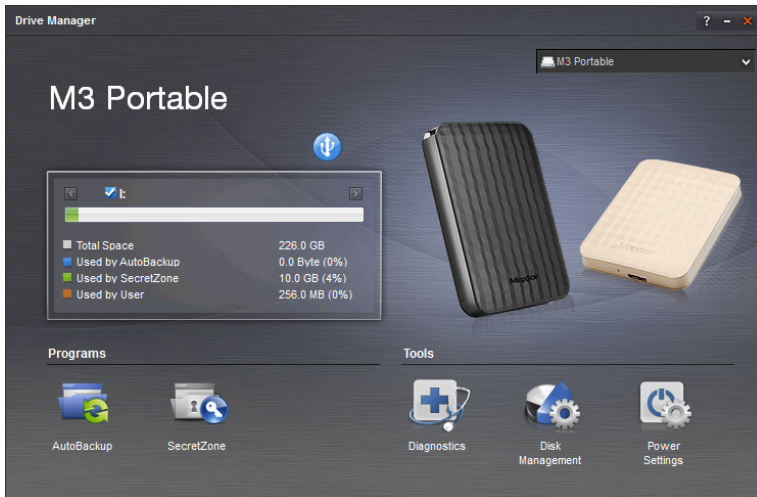 Drive Manager
? –
M3 Portable
M3 Portable
I:
Total Space 226.0 GB
Used by AutoBackup 0.0 Byte (0%)
Used by SecretZone 10.0 GB (4%)
Used by User 256.0 MB (0%)
Maxtor
Maxtor
Programs
Tools
AutoBackup
SecretZone
Diagnostics
Disk
Management
Power
Settings